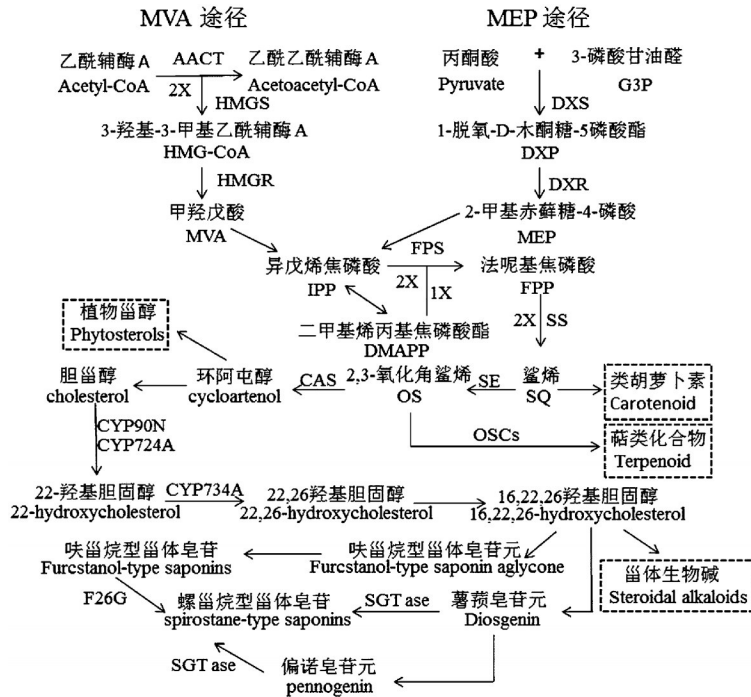 MVA 途径 MEP 途径
乙酰辅酶A AACT 乙酰乙酰辅酶A 丙酮酸 + 3-磷酸甘油醛
Acetyl-CoA 2X Acetoacetyl-CoA Pyruvate G3P
HMGS DXS
3-羟基-3-甲基乙酰辅酶A 1-脱氧-D-木酮糖-5磷酸酯
HMG-CoA DXP
HMGR DXR
甲羟戊酸 2-甲基赤藓糖-4-磷酸
MVA MEP
FPS
异戊烯焦磷酸 2X 法呢基焦磷酸
IPP 1X FPP
植物甾醇 二甲基烯丙基焦磷酸酯 2X SS
Phytosterols DMAPP
胆甾醇 环阿屯醇 CAS 2,3-氧化角鲨烯 SE 鲨烯 类胡萝卜素
cholesterol cycloartenol OS SQ Carotenoid
CYP90N OSCs 萜类化合物
CYP724A Terpenoid
22-羟基胆固醇 CYP734A 22,26羟基胆固醇 16,22,26羟基胆固醇
22-hydroxycholesterol 22,26-hydroxycholesterol 16,22,26-hydroxycholesterol
呋甾烷型甾体皂苷 呋甾烷型甾体皂苷元
Furcstanol-type saponins Furcstanol-type saponin aglycone 甾体生物碱
F26G Steroidal alkaloids
螺甾烷型甾体皂苷 SGT ase 薯蓣皂苷元
spirostane-type saponins Diosgenin
SGT ase 偏诺皂苷元
pennogenin